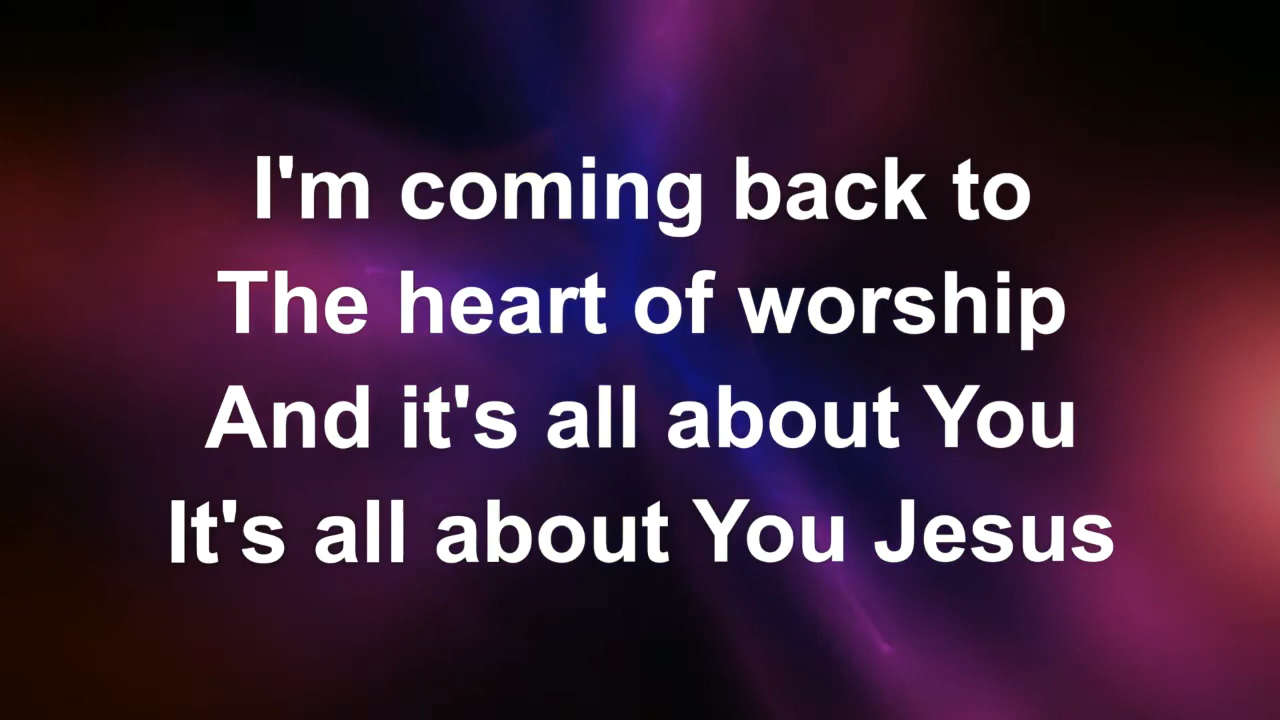 I'm coming back to
The heart of worship
And it's all about You
It's all about You Jesus